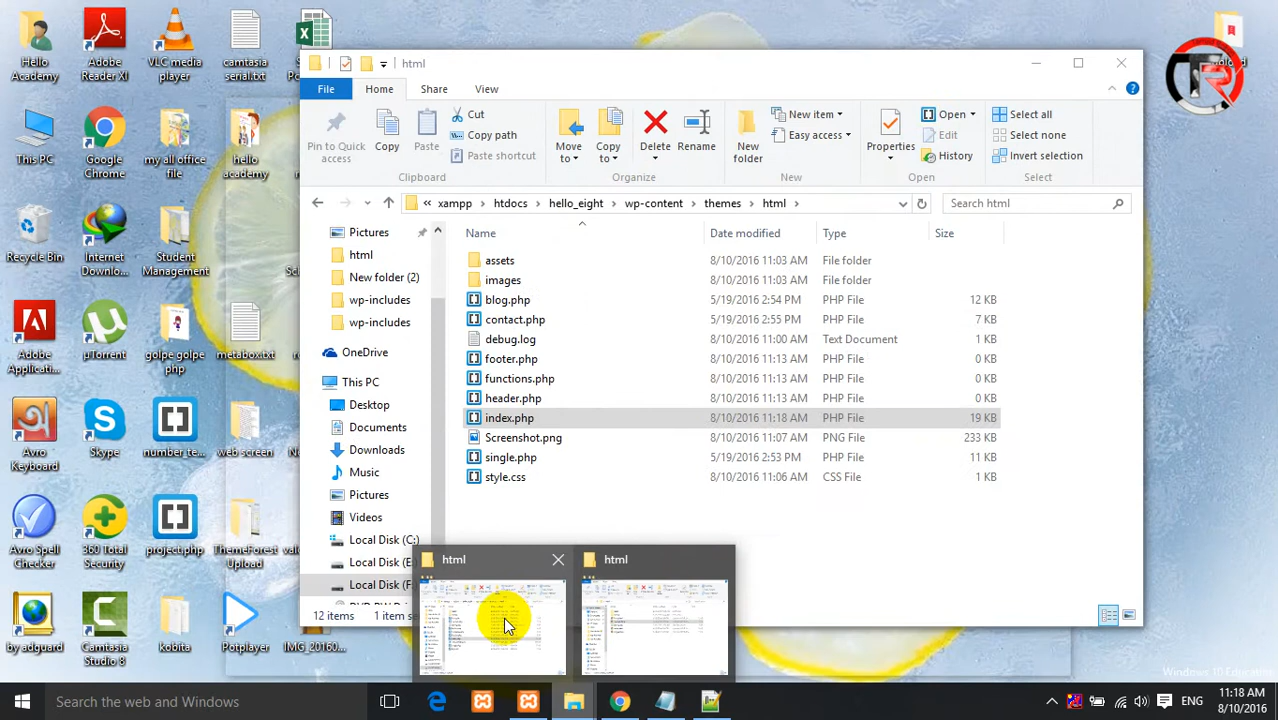 Hello
Academy
Adobe
Reader XI
VLC media
player
camtasia
serial.txt
This PC
Google
Chrome
my all office
file
hello
academy
Recycle Bin
Internet
Downlo...
Student
Management
Adobe
Applicati...
µTorrent
golpe golpe
php
metabox.txt
Avro
Keyboard
Skype
number_te...
web screen
Avro Spell
Checker
360 Total
Security
project.php
ThemeForest
Upload
Camtasia
Studio 8
kobita
Potplayer
IMG_20160...
html
File
Home
Share
View
Pin to Quick
access
Copy
Paste
Cut
Copy path
Paste shortcut
Clipboard
Move
to
Copy
to
Delete
Rename
Organize
New
folder
New item
Easy access
New
Properties
Open
Edit
History
Open
Select all
Select none
Invert selection
Select
« xampp > htdocs > hello_eight > wp-content > themes > html >
Search html
Pictures
html
New folder (2)
wp-includes
wp-includes
OneDrive
This PC
Desktop
Documents
Downloads
Music
Pictures
Videos
Local Disk (C:)
Local Disk (E:
Local Disk (F:
Name Date modified Type Size
assets 8/10/2016 11:03 AM File folder
images 8/10/2016 11:03 AM File folder
blog.php 5/19/2016 2:54 PM PHP File 12 KB
contact.php 5/19/2016 2:55 PM PHP File 7 KB
debug.log 8/10/2016 11:00 AM Text Document 1 KB
footer.php 8/10/2016 11:13 AM PHP File 0 KB
functions.php 8/10/2016 11:13 AM PHP File 0 KB
header.php 8/10/2016 11:13 AM PHP File 0 KB
index.php 8/10/2016 11:18 AM PHP File 19 KB
Screenshot.png 8/10/2016 11:07 AM PNG File 233 KB
single.php 5/19/2016 2:53 PM PHP File 11 KB
style.css 8/10/2016 11:06 AM CSS File 1 KB
12 items
html
html
Windows 10 Education
Search the web and Windows
ENG
11:18 AM
8/10/2016